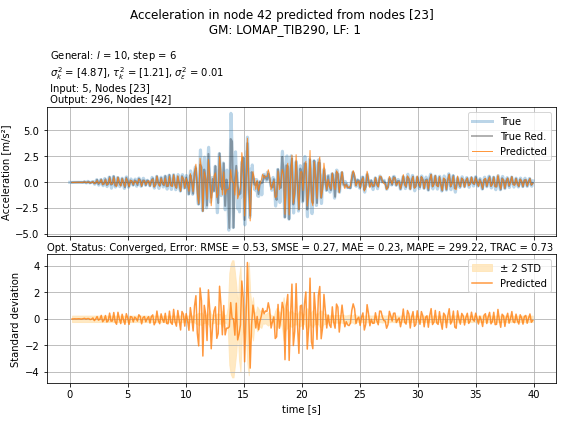 Acceleration in node 42 predicted from nodes [23]
GM: LOMAP_TIB290, LF: 1
General: l = 10, step = 6
σ²ₖ = [4.87], τ²ₖ = [1.21], σ²ε = 0.01
Input: 5, Nodes [23]
Output: 296, Nodes [42]
Acceleration [m/s²]
5.0
2.5
0.0
−2.5
−5.0
True
True Red.
Predicted
Opt. Status: Converged, Error: RMSE = 0.53, SMSE = 0.27, MAE = 0.23, MAPE = 299.22, TRAC = 0.73
Standard deviation
4
2
0
−2
−4
± 2 STD
Predicted
0 5 10 15 20 25 30 35 40
time [s]